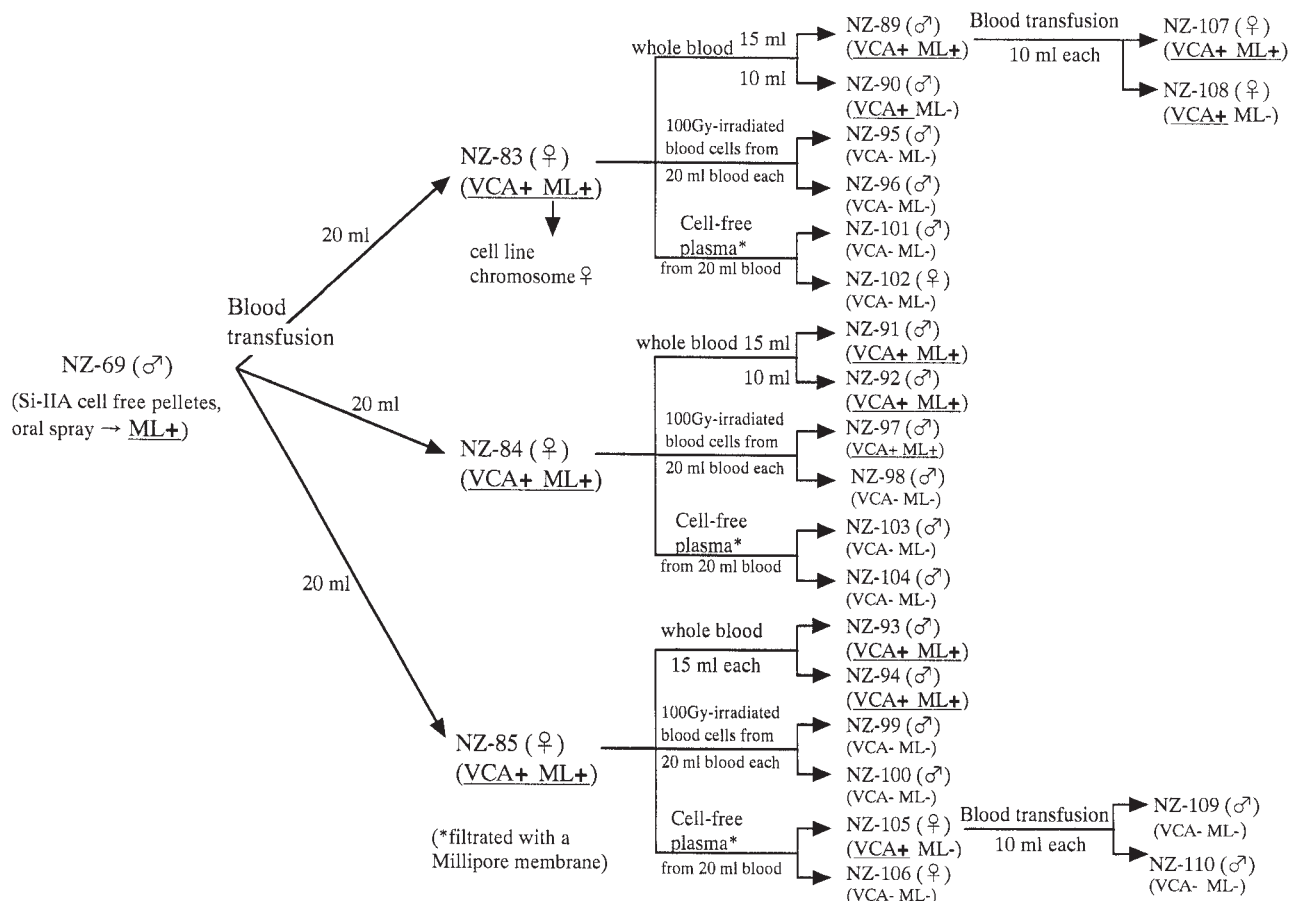 NZ-69 (♂)
(Si-IIA cell free pelletes,
oral spray → ML+)
Blood
transfusion
20 ml
20 ml
20 ml
NZ-83 (♀)
(VCA+ ML+)
cell line
chromosome ♀
whole blood 15 ml
10 ml
100Gy-irradiated
blood cells from
20 ml blood each
Cell-free
plasma*
from 20 ml blood
NZ-89 (♂)
(VCA+ ML+)
NZ-90 (♂)
(VCA+ ML-)
NZ-95 (♂)
(VCA- ML-)
NZ-96 (♂)
(VCA- ML-)
NZ-101 (♂)
(VCA- ML-)
NZ-102 (♀)
(VCA- ML-)
Blood transfusion
10 ml each
NZ-107 (♀)
(VCA+ ML+)
NZ-108 (♀)
(VCA+ ML-)
NZ-84 (♀)
(VCA+ ML+)
whole blood 15 ml
10 ml
100Gy-irradiated
blood cells from
20 ml blood each
Cell-free
plasma*
from 20 ml blood
NZ-91 (♂)
(VCA+ ML+)
NZ-92 (♂)
(VCA+ ML+)
NZ-97 (♂)
(VCA+ ML+)
NZ-98 (♂)
(VCA- ML-)
NZ-103 (♂)
(VCA- ML-)
NZ-104 (♂)
(VCA- ML-)
NZ-85 (♀)
(VCA+ ML+)
whole blood
15 ml each
100Gy-irradiated
blood cells from
20 ml blood each
Cell-free
plasma*
from 20 ml blood
NZ-93 (♂)
(VCA+ ML+)
NZ-94 (♂)
(VCA+ ML+)
NZ-99 (♂)
(VCA- ML-)
NZ-100 (♂)
(VCA- ML-)
NZ-105 (♀)
(VCA+ ML-)
NZ-106 (♀)
(VCA- ML-)
Blood transfusion
10 ml each
NZ-109 (♂)
(VCA- ML-)
NZ-110 (♂)
(VCA- ML-)
(*filtrated with a
Millipore membrane)